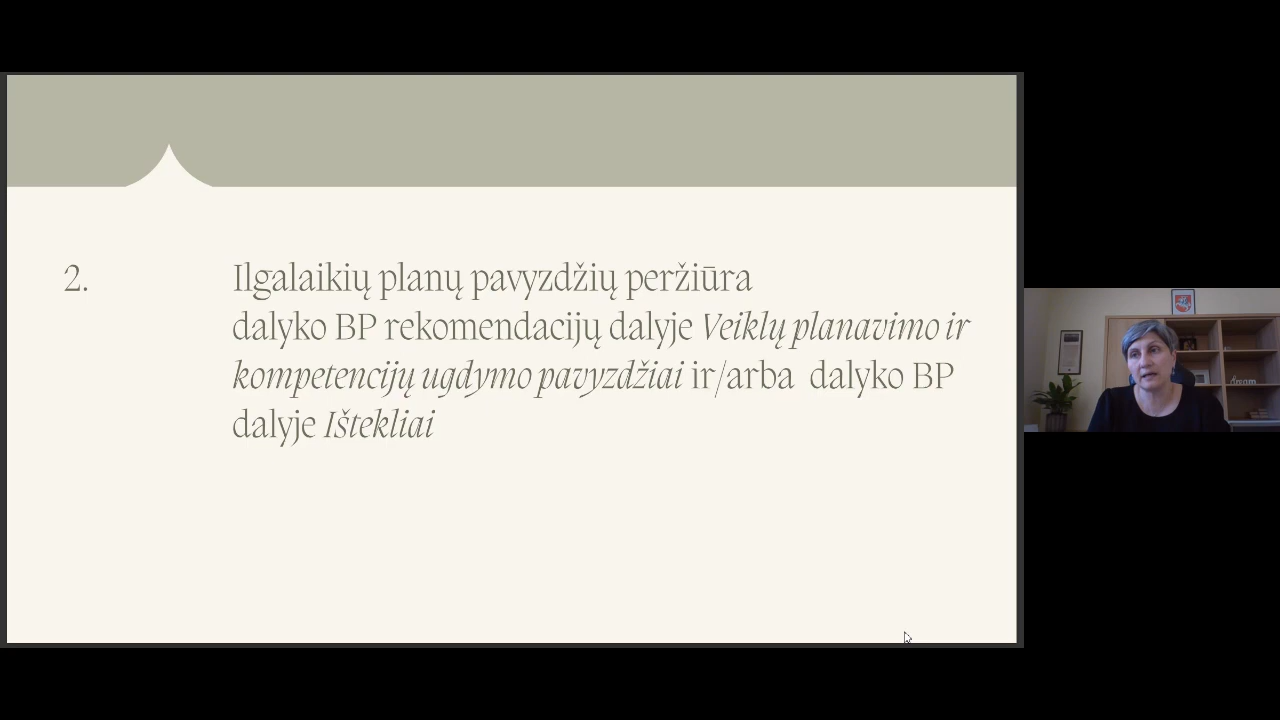 2.
Ilgalaikių planų pavyzdžių peržiūra
dalyko BP rekomendacijų dalyje Veiklų planavimo ir
kompetencijų ugdymo pavyzdžiai ir/arba dalyko BP
dalyje Ištekliai
dream